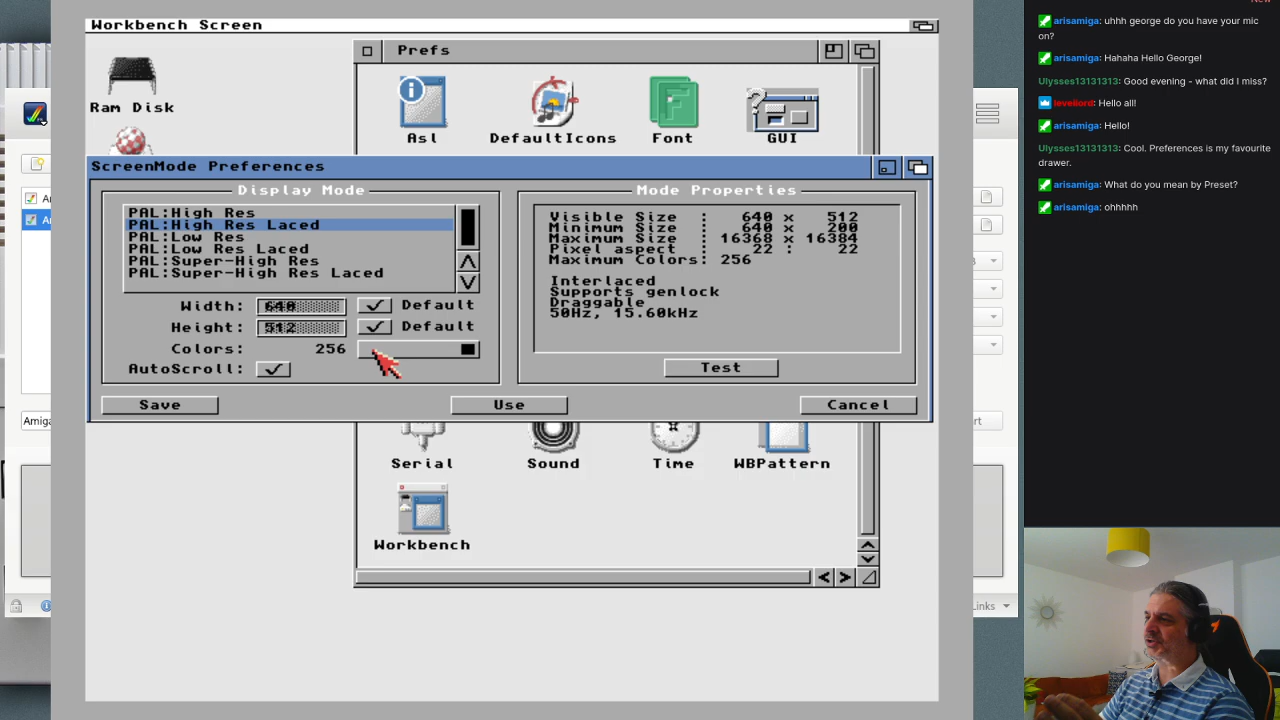 Workbench Screen
Prefs
Ram Disk
Asl
DefaultIcons
Font
GUI
ScreenMode Preferences
Display Mode
PAL:High Res
PAL:High Res Laced
PAL:Low Res
PAL:Low Res Laced
PAL:Super-High Res
PAL:Super-High Res Laced
Width: 640 Default
Height: 512 Default
Colors: 256
AutoScroll:
Mode Properties
Visible Size : 640 x 512
Minimum Size : 640 x 200
Maximum Size : 16368 x 16384
Pixel aspect : 22 : 22
Maximum Colors: 256
Interlaced
Supports genlock
Draggable
50Hz, 15.60kHz
Test
Save
Use
Cancel
Serial
Sound
Time
WBPattern
Workbench
Amiga
Links
arisamiga: uhhh george do you have your mic
on?
arisamiga: Hahaha Hello George!
Ulysses13131313: Good evening - what did I miss?
levellord: Hello all!
arisamiga: Hello!
Ulysses13131313: Cool. Preferences is my favourite
drawer.
arisamiga: What do you mean by Preset?
arisamiga: ohhhhh